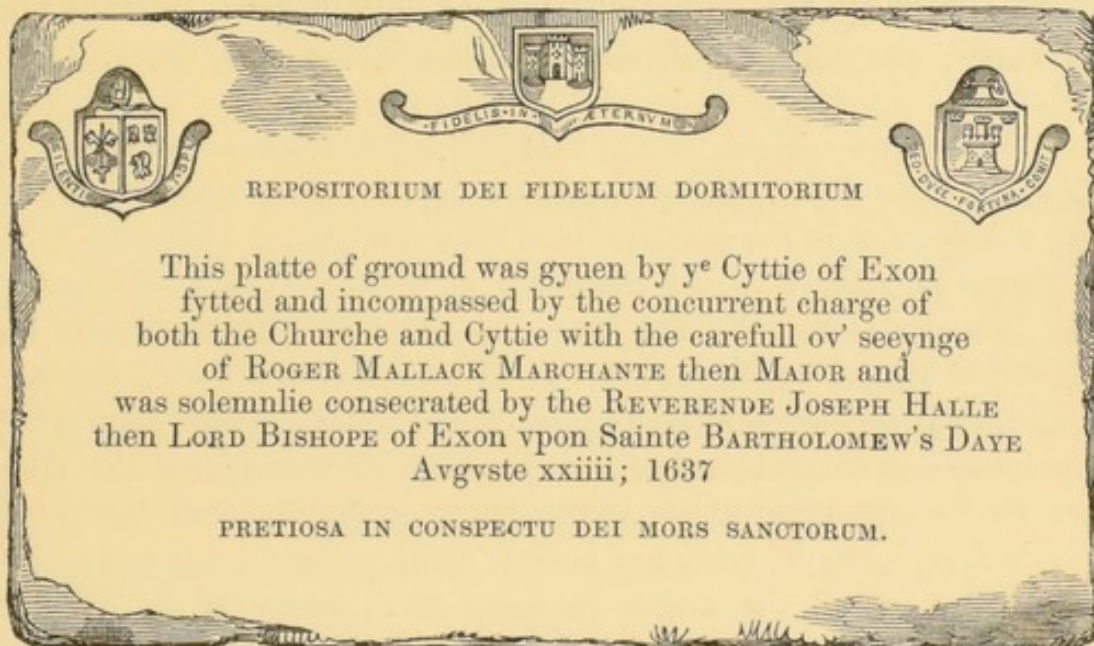 FIDELIS·IN· ÆTERNVM
DEO·DVCE·FORTVNA·COMIT
REPOSITORIUM DEI FIDELIUM DORMITORIUM
This platte of ground was gyuen by yᵉ Cyttie of Exon
fytted and incompassed by the concurrent charge of
both the Churche and Cyttie with the carefull ov' seeynge
of ROGER MALLACK MARCHANTE then MAIOR and
was solemnlie consecrated by the REVERENDE JOSEPH HALLE
then LORD BISHOPE of Exon vpon Sainte BARTHOLOMEW'S DAYE
Avgvste xxiiii; 1637
PRETIOSA IN CONSPECTU DEI MORS SANCTORUM.